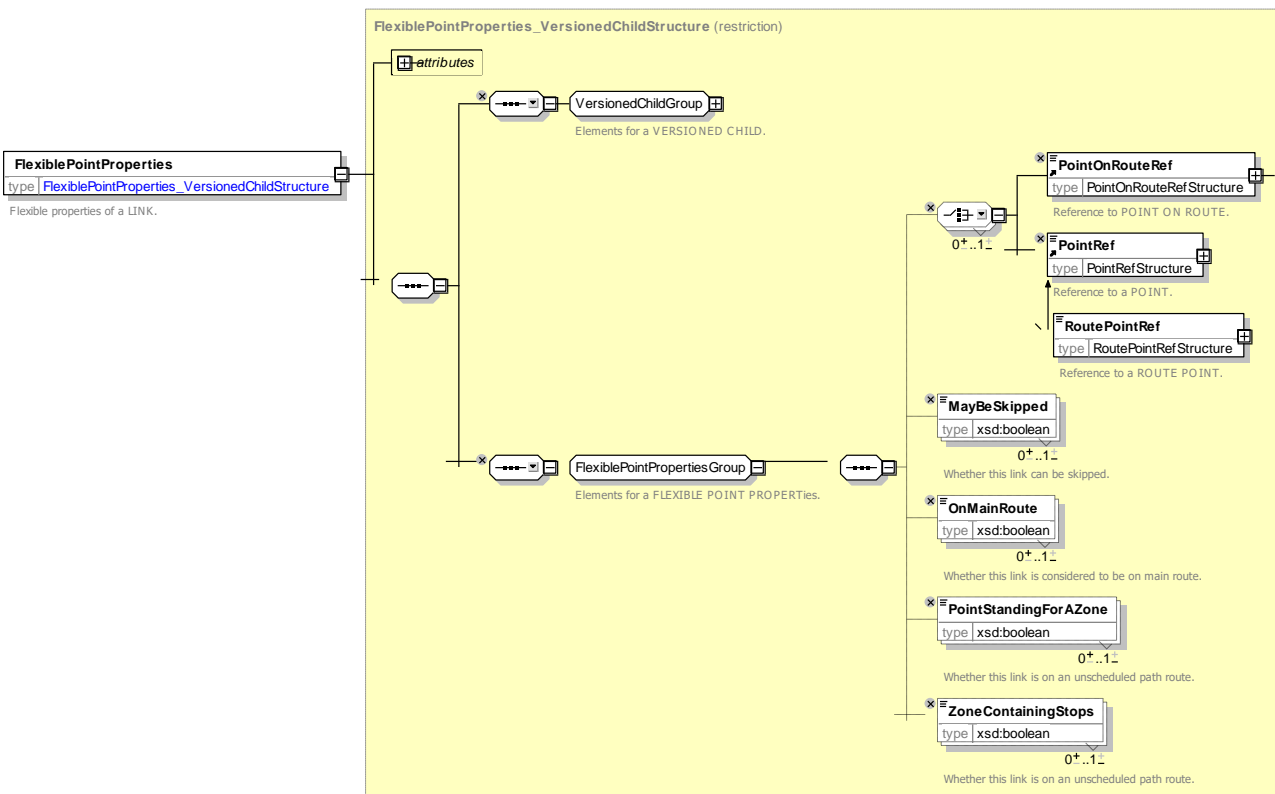 FlexiblePointProperties_VersionedChildStructure (restriction)
attributes
VersionedChildGroup
Elements for a VERSIONED CHILD.
FlexiblePointProperties
type FlexiblePointProperties_VersionedChildStructure
Flexible properties of a LINK.
PointOnRouteRef
type PointOnRouteRefStructure
Reference to POINT ON ROUTE.
0..1
PointRef
type PointRefStructure
Reference to a POINT.
RoutePointRef
type RoutePointRefStructure
Reference to a ROUTE POINT.
MayBeSkipped
type xsd:boolean
0..1
Whether this link can be skipped.
FlexiblePointPropertiesGroup
Elements for a FLEXIBLE POINT PROPERTies.
OnMainRoute
type xsd:boolean
0..1
Whether this link is considered to be on main route.
PointStandingForAZone
type xsd:boolean
0..1
Whether this link is on an unscheduled path route.
ZoneContainingStops
type xsd:boolean
0..1
Whether this link is on an unscheduled path route.